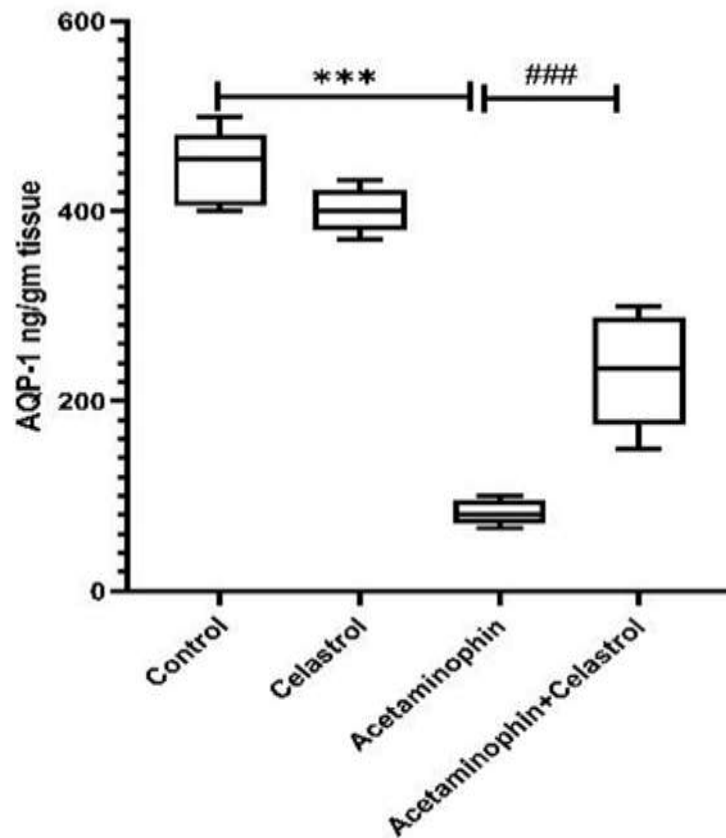 600
***
###
400
200
0
AQP-1 ng/gm tissue
Control
Celastrol
Acetaminophin
Acetaminophin+Celastrol